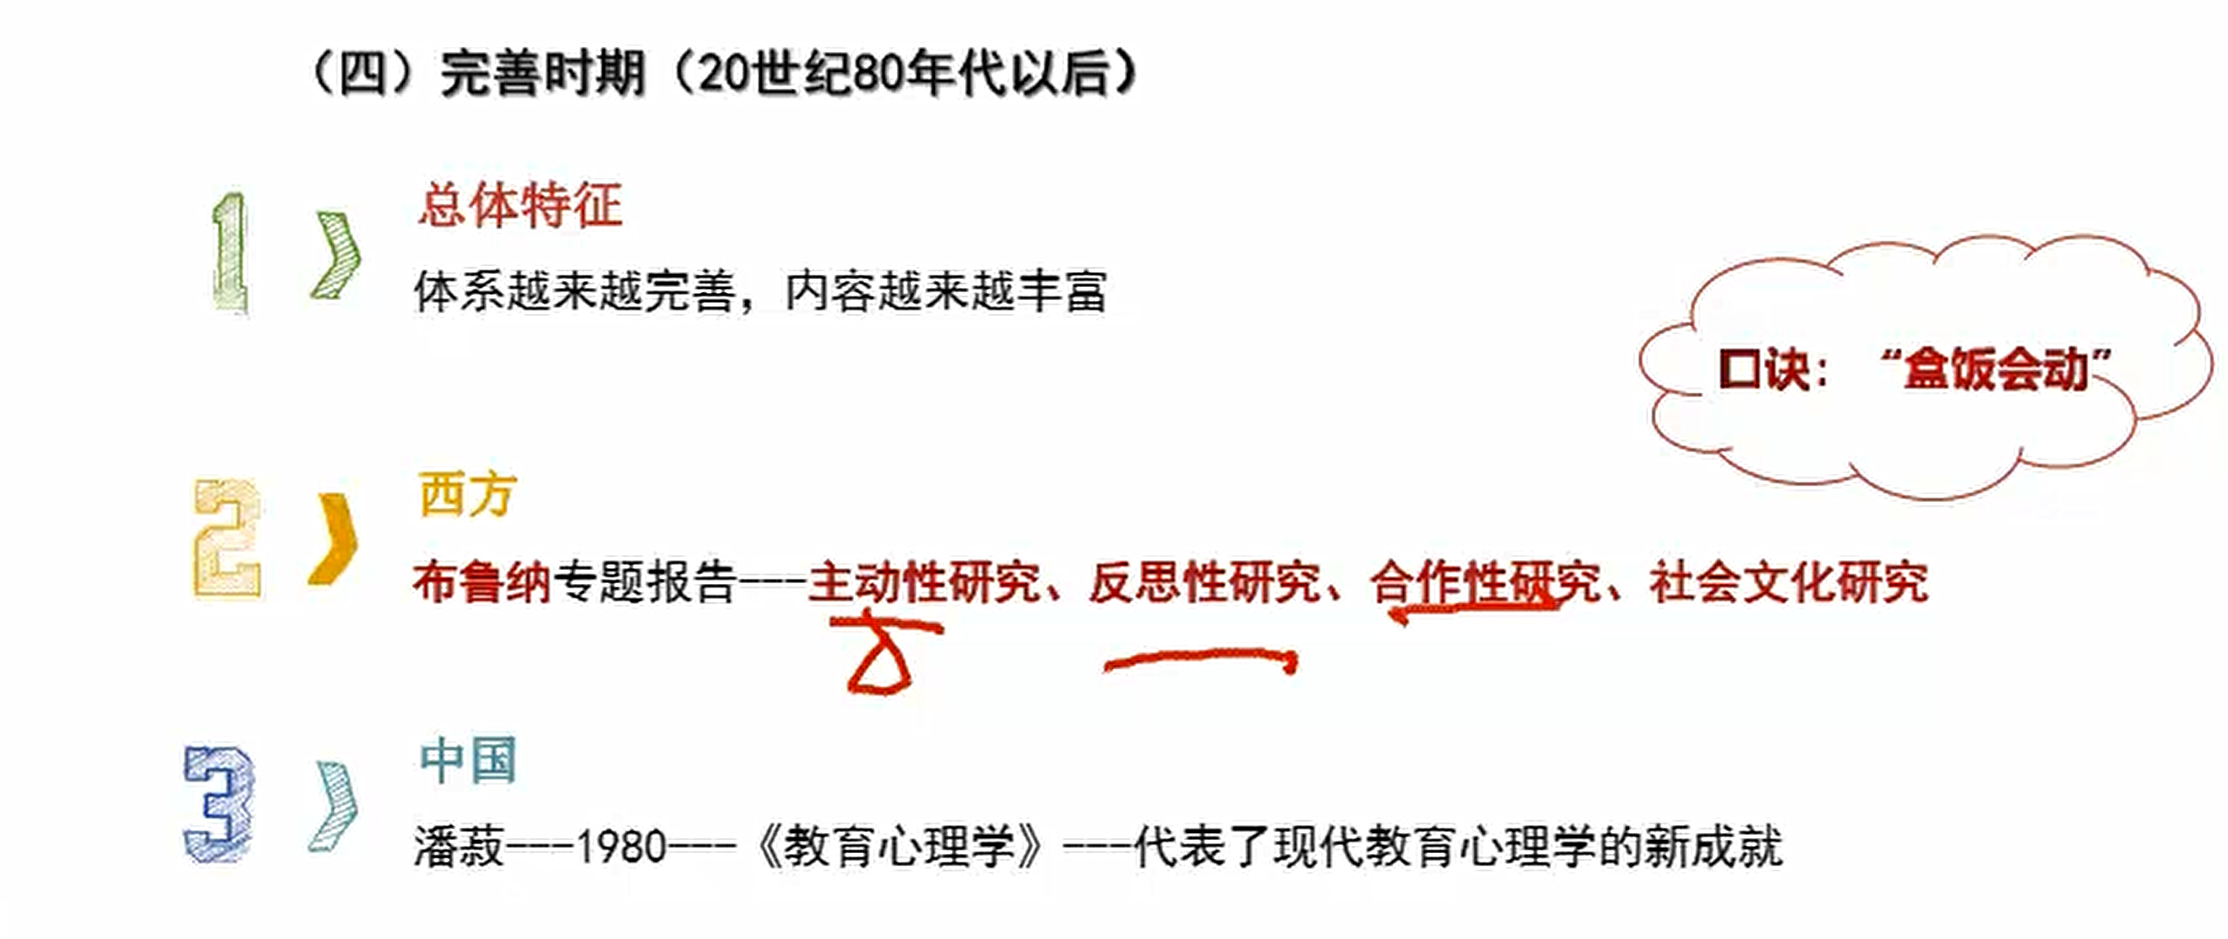 （四）完善时期（20世纪80年代以后）
1
总体特征
体系越来越完善，内容越来越丰富
口诀：“盒饭会动”
2
西方
布鲁纳专题报告---主动性研究、反思性研究、合作性研究、社会文化研究
3
中国
潘菽---1980---《教育心理学》---代表了现代教育心理学的新成就